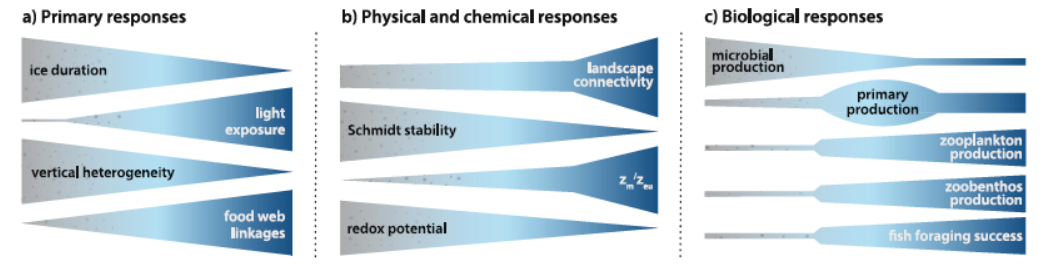 a) Primary responses
ice duration
light
exposure
vertical heterogeneity
food web
linkages
b) Physical and chemical responses
landscape
connectivity
Schmidt stability
zm/zeu
redox potential
c) Biological responses
microbial
production
primary
production
zooplankton
production
zoobenthos
production
fish foraging success